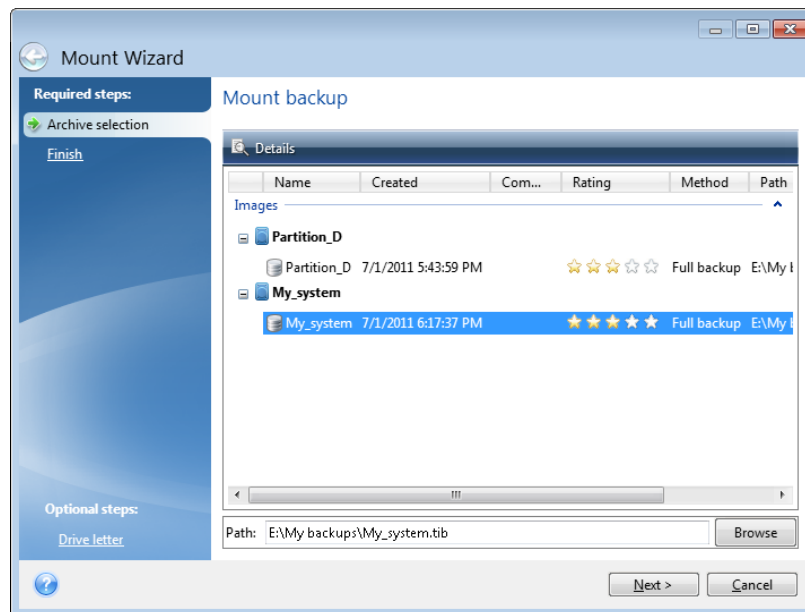 Mount Wizard
Required steps:
Archive selection
Finish
Optional steps:
Drive letter
Mount backup
Details
Name Created Com... Rating Method Path
Images
Partition_D
Partition_D 7/1/2011 5:43:59 PM Full backup E:\My
My_system
My_system 7/1/2011 6:17:37 PM Full backup E:\My
Path: E:\My backups\My_system.tib Browse
Next > Cancel